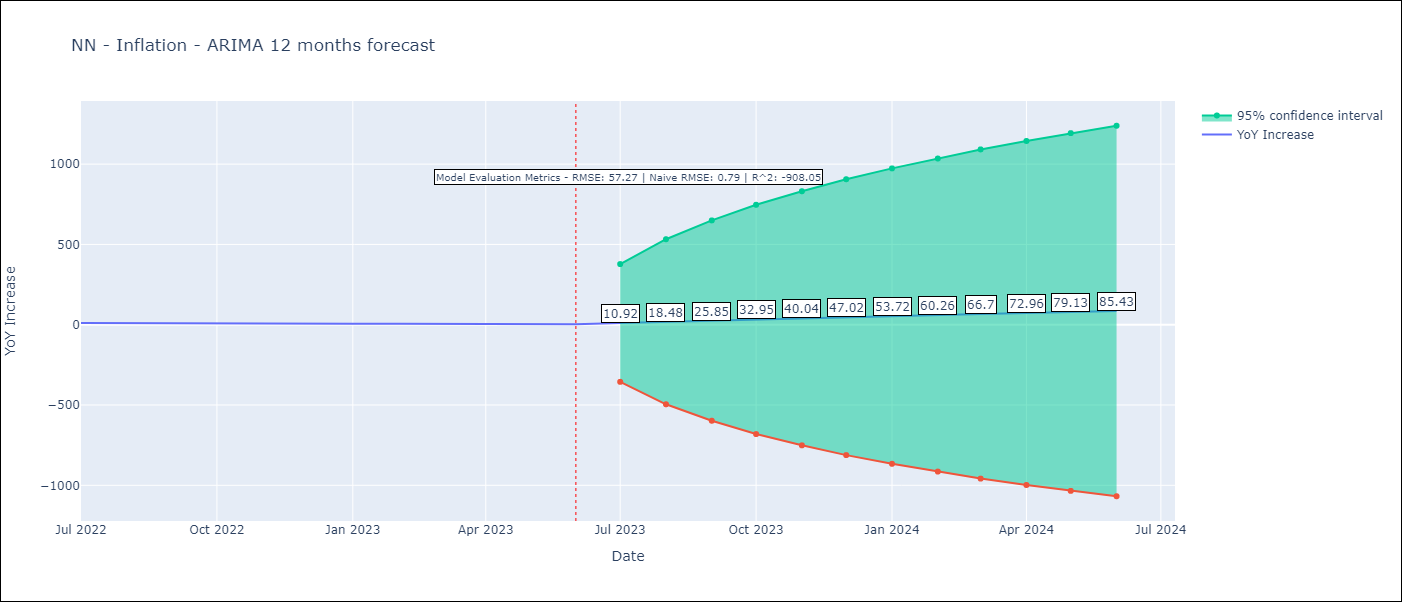 NN - Inflation - ARIMA 12 months forecast
95% confidence interval
YoY Increase
Model Evaluation Metrics - RMSE: 57.27 | Naive RMSE: 0.79 | R^2: -908.05
1000
500
0
−500
−1000
YoY Increase
10.92 18.48 25.85 32.95 40.04 47.02 53.72 60.26 66.7 72.96 79.13 85.43
Jul 2022 Oct 2022 Jan 2023 Apr 2023 Jul 2023 Oct 2023 Jan 2024 Apr 2024 Jul 2024
Date